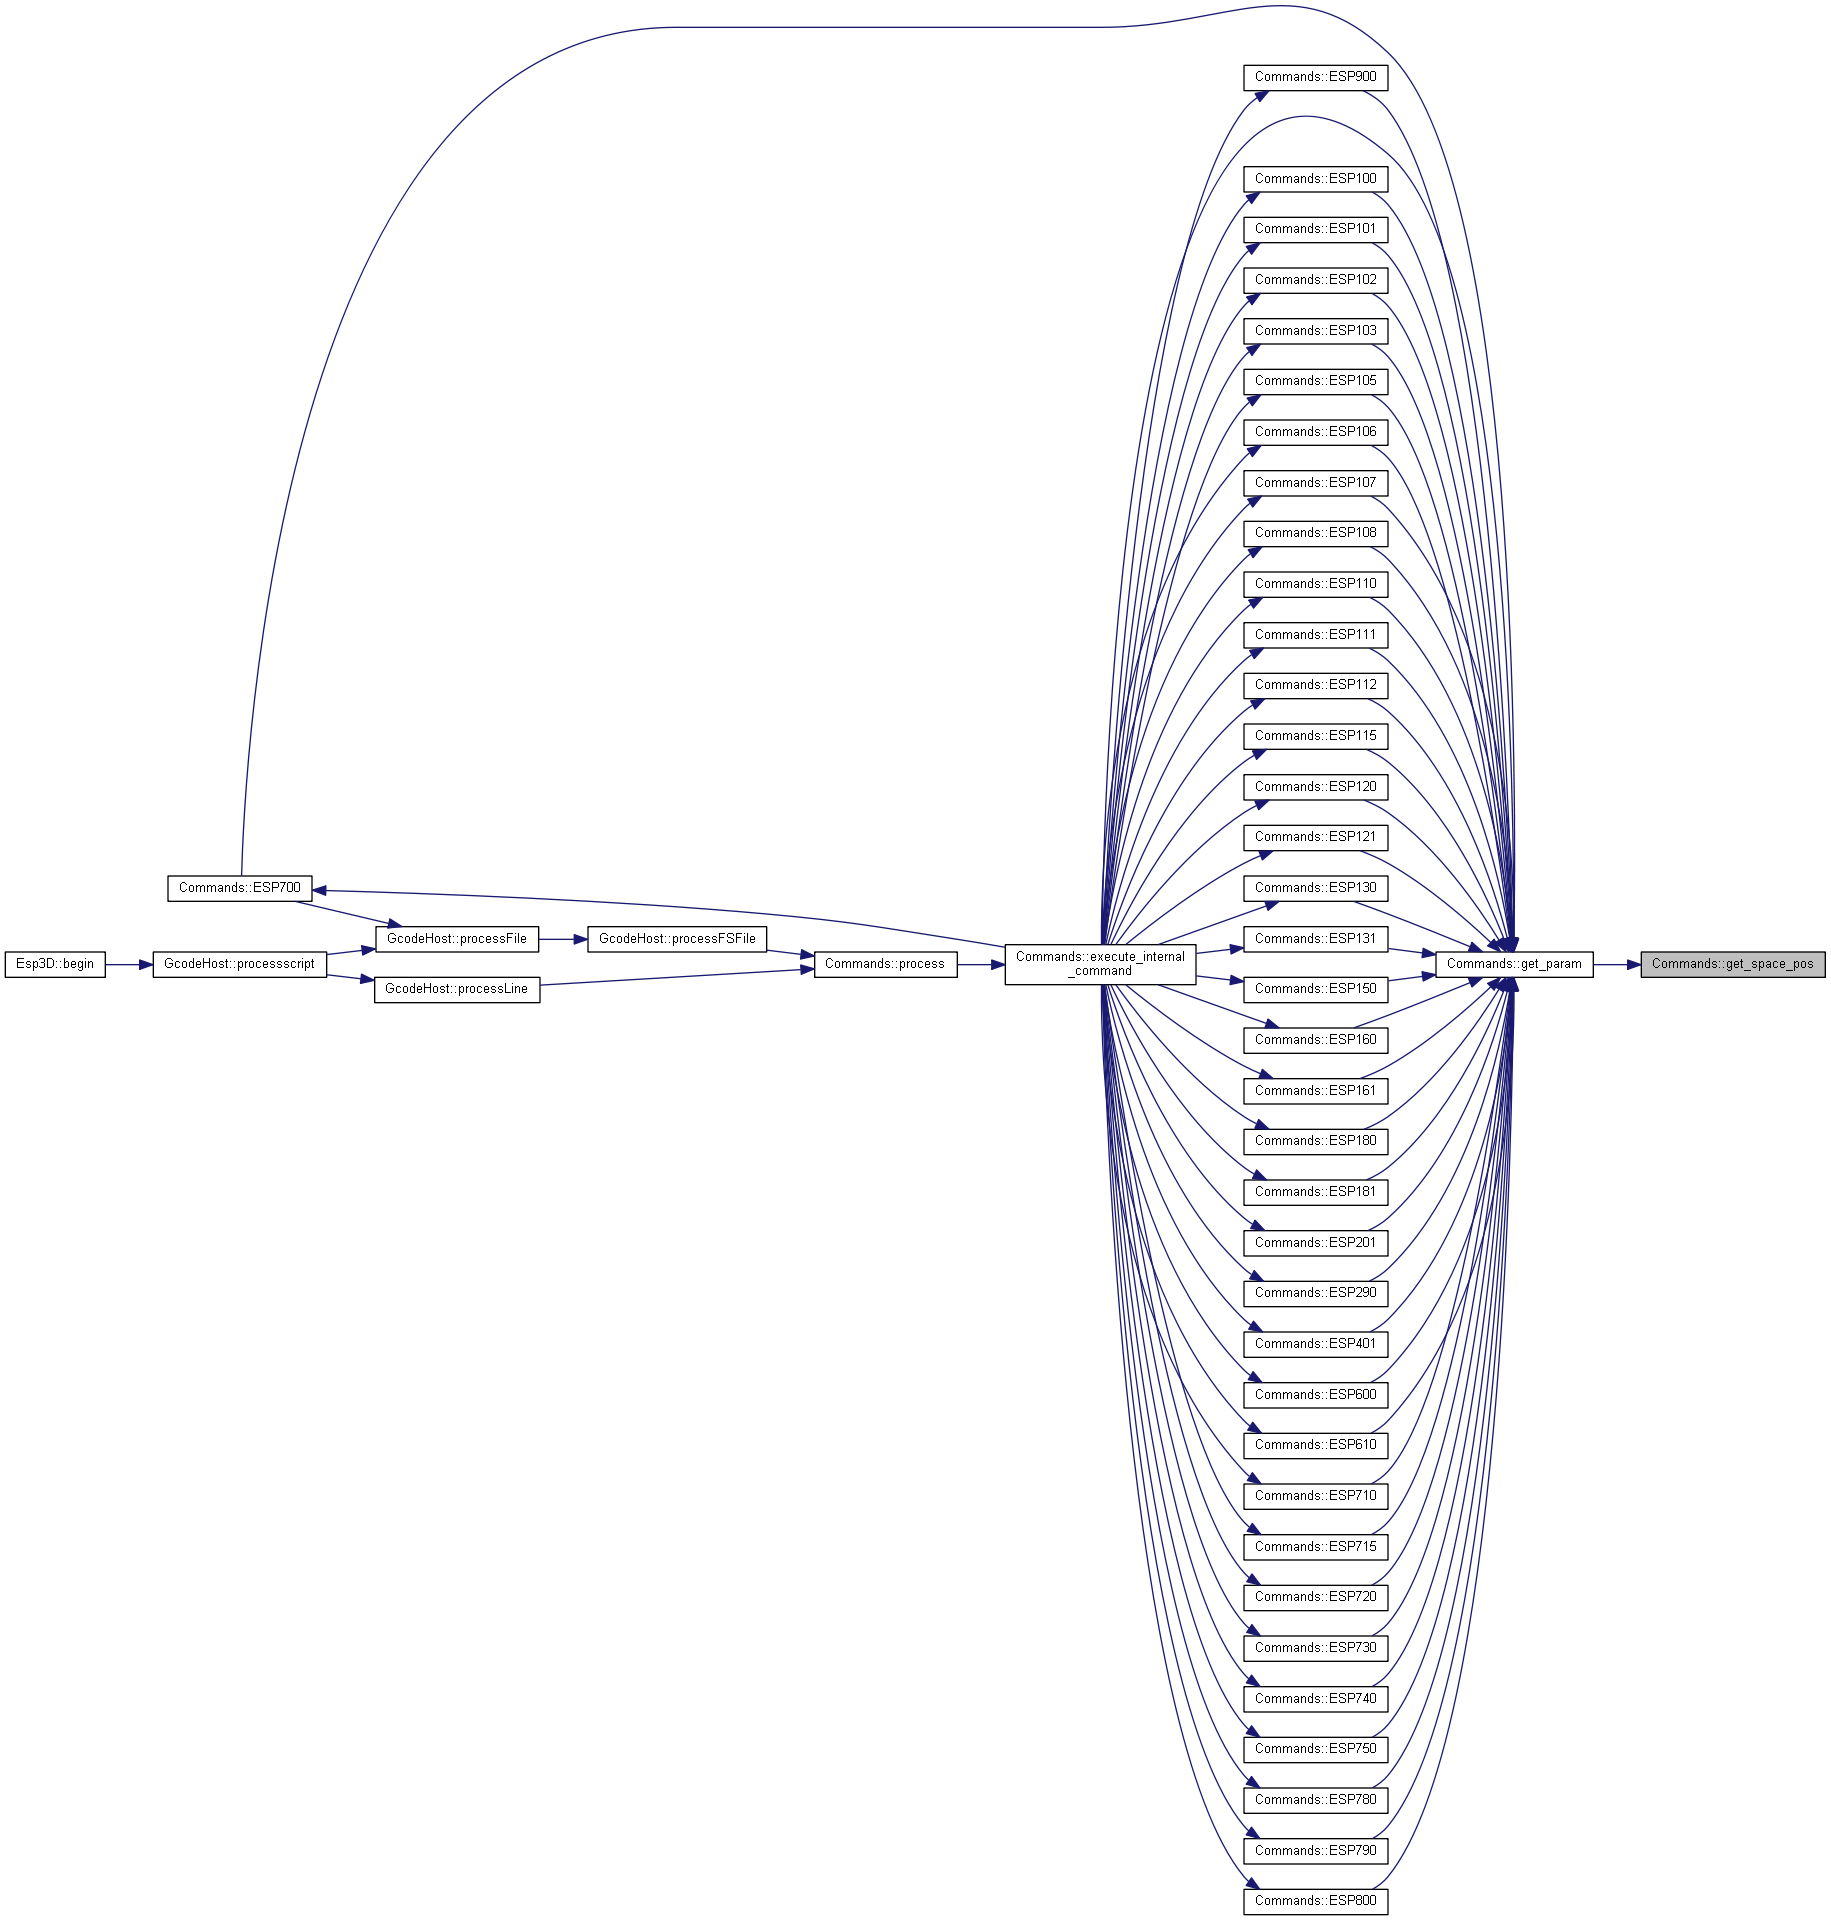 Commands::ESP900
Commands::ESP100
Commands::ESP101
Commands::ESP102
Commands::ESP103
Commands::ESP105
Commands::ESP106
Commands::ESP107
Commands::ESP108
Commands::ESP110
Commands::ESP111
Commands::ESP112
Commands::ESP115
Commands::ESP120
Commands::ESP121
Commands::ESP700
Commands::ESP130
GcodeHost::processFile
GcodeHost::processFSFile
Commands::ESP131
Esp3D::begin
GcodeHost::processscript
Commands::process
Commands::execute_internal
_command
Commands::get_param
Commands::get_space_pos
GcodeHost::processLine
Commands::ESP150
Commands::ESP160
Commands::ESP161
Commands::ESP180
Commands::ESP181
Commands::ESP201
Commands::ESP290
Commands::ESP401
Commands::ESP600
Commands::ESP610
Commands::ESP710
Commands::ESP715
Commands::ESP720
Commands::ESP730
Commands::ESP740
Commands::ESP750
Commands::ESP780
Commands::ESP790
Commands::ESP800